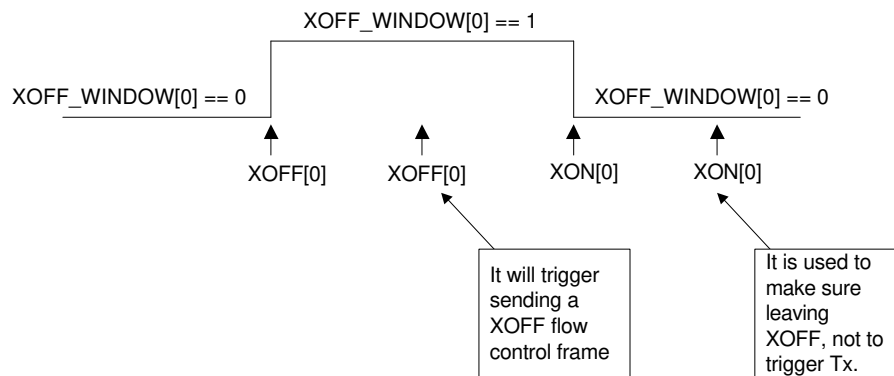 XOFF_WINDOW[0] == 1
XOFF_WINDOW[0] == 0
XOFF_WINDOW[0] == 0
XOFF[0]
XOFF[0]
XON[0]
XON[0]
It will trigger
sending a
XOFF flow
control frame
It is used to
make sure
leaving
XOFF, not to
trigger Tx.